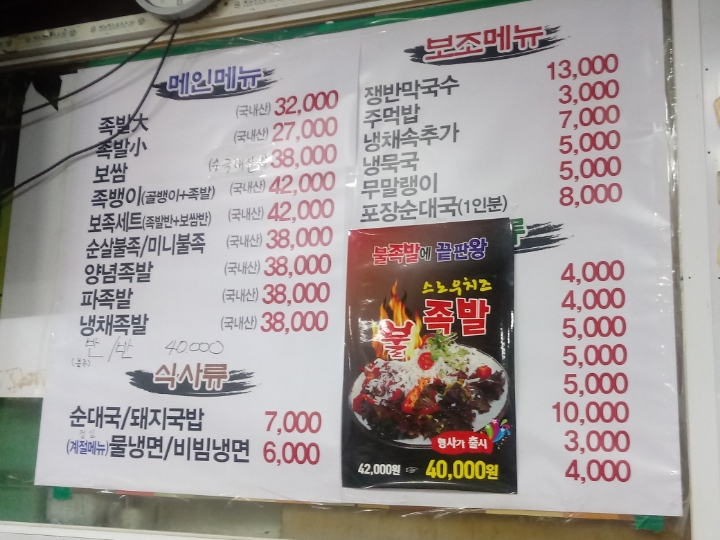 메인메뉴
족발大 (국내산) 32,000
족발小 (국내산) 27,000
보쌈 38,000
족뱅이(골뱅이+족발) (국내산) 42,000
보족세트(족발반+보쌈반) (국내산) 42,000
순살불족/미니불족 (국내산) 38,000
양념족발 (국내산) 38,000
파족발 (국내산) 38,000
냉채족발 (국내산) 38,000
반/반 40,000
식사류
순대국/돼지국밥 7,000
(계절메뉴) 물냉면/비빔냉면 6,000
보조메뉴
쟁반막국수 13,000
주먹밥 3,000
냉채속추가 7,000
냉묵국 5,000
무말랭이 5,000
포장순대국(1인분) 8,000
류
4,000
4,000
5,000
5,000
5,000
10,000
3,000
4,000
불족발에 끝판왕
스노우치즈
불족발
행사가 출시
42,000원 40,000원